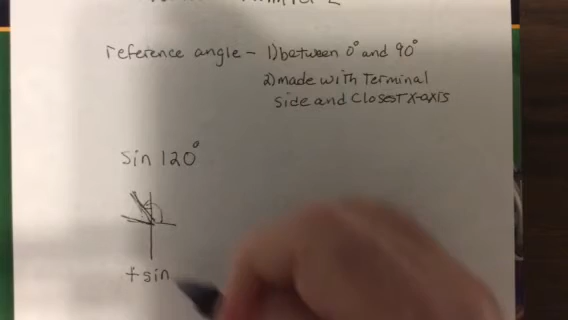 reference angle - 1) between 0° and 90°
2) made with Terminal
side and closest x-axis
sin 120°
+ sin